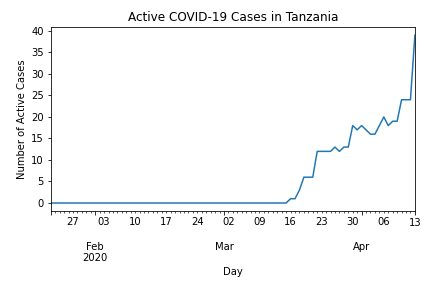 Active COVID-19 Cases in Tanzania
Number of Active Cases
40
35
30
25
20
15
10
5
0
27 03 10 17 24 02 09 16 23 30 06 13
Feb Mar Apr
2020
Day